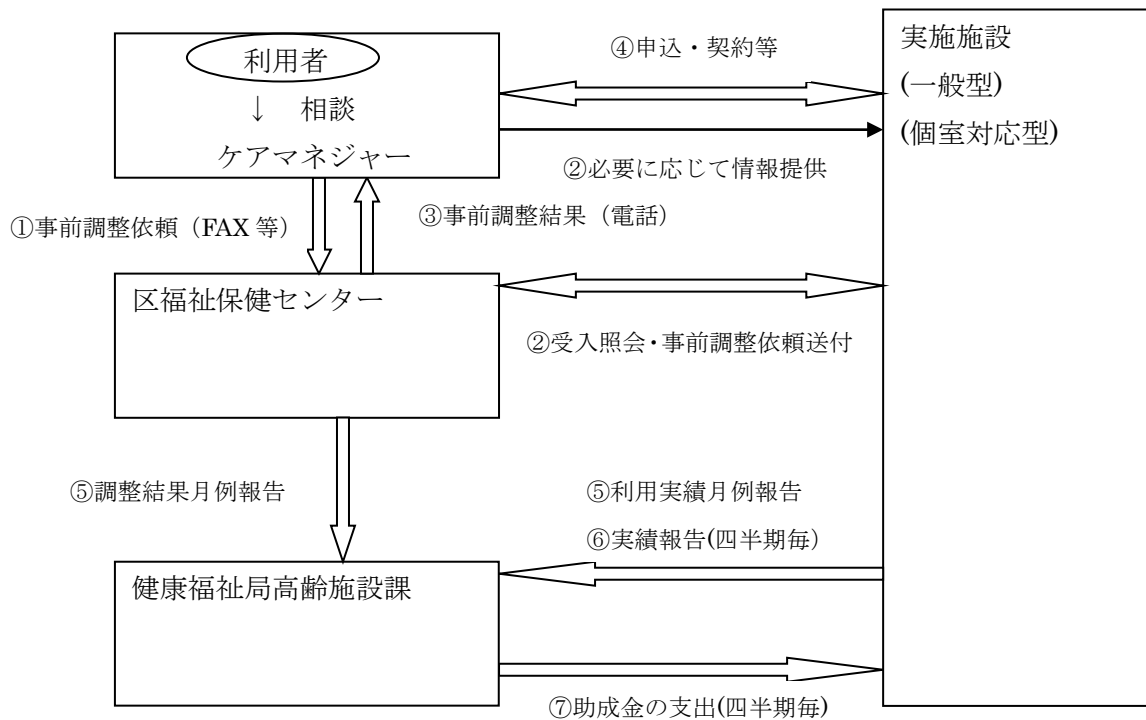 利用者
↓ 相談
ケアマネジャー
④申込・契約等
実施施設
(一般型)
(個室対応型)
②必要に応じて情報提供
①事前調整依頼（FAX 等）
③事前調整結果（電話）
区福祉保健センター
②受入照会・事前調整依頼送付
⑤調整結果月例報告
⑤利用実績月例報告
⑥実績報告(四半期毎)
健康福祉局高齢施設課
⑦助成金の支出(四半期毎)